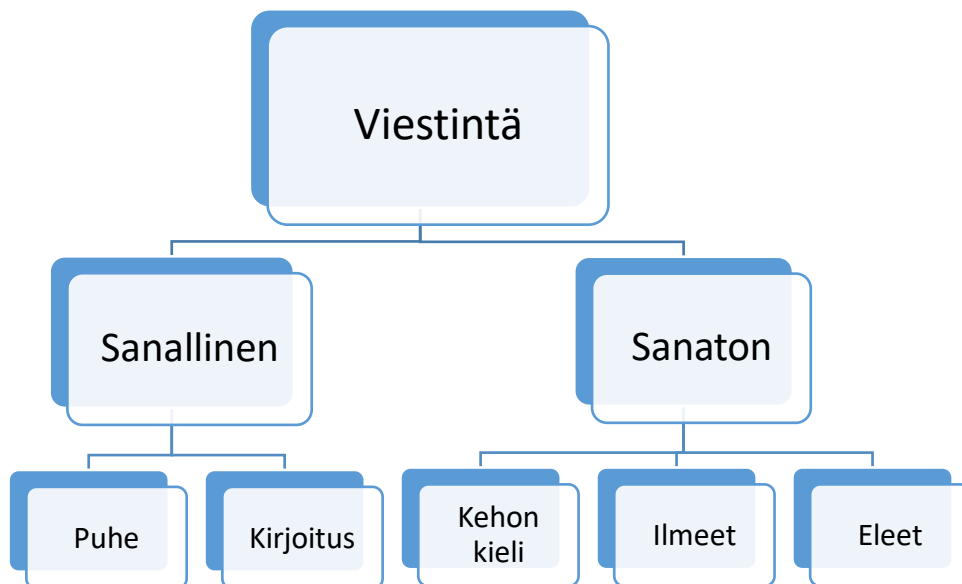 Viestintä
Sanallinen
Sanaton
Puhe
Kirjoitus
Kehon
kieli
Ilmeet
Eleet